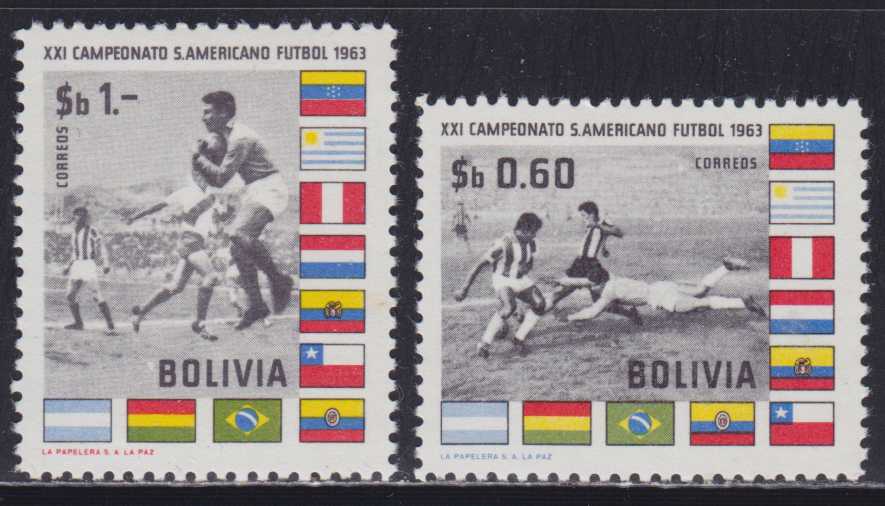 XXI CAMPEONATO S.AMERICANO FUTBOL 1963
$b 1.-
CORREOS
BOLIVIA
LA PAPELERA S. A. LA PAZ
XXI CAMPEONATO S.AMERICANO FUTBOL 1963
$b 0.60
CORREOS
BOLIVIA
LA PAPELERA S. A. LA PAZ